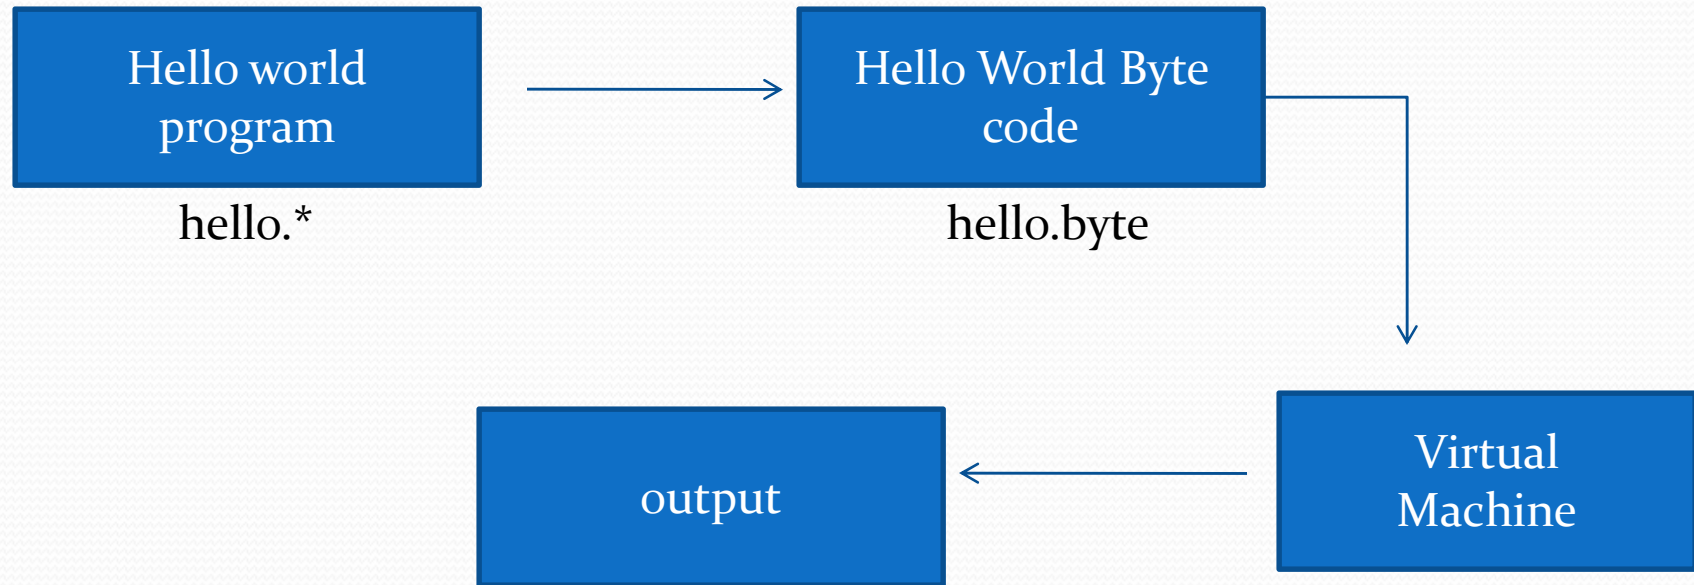 Hello world
program
hello.*
Hello World Byte
code
hello.byte
Virtual
Machine
output